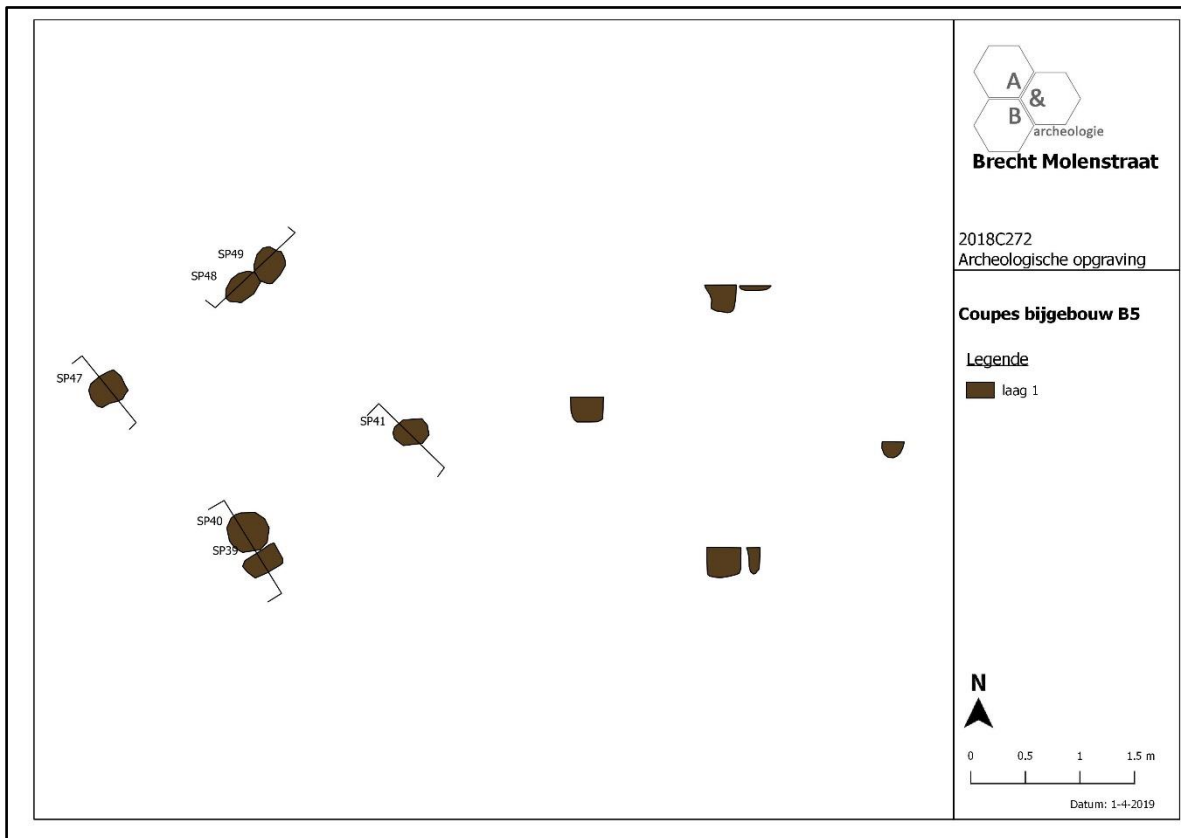 A
&
B
archeologie
Brecht Molenstraat
2018C272
Archeologische opgraving
Coupes bijgebouw B5
Legende
laag 1
SP49
SP48
SP47
SP41
SP40
SP39
N
0 0.5 1 1.5 m
Datum: 1-4-2019